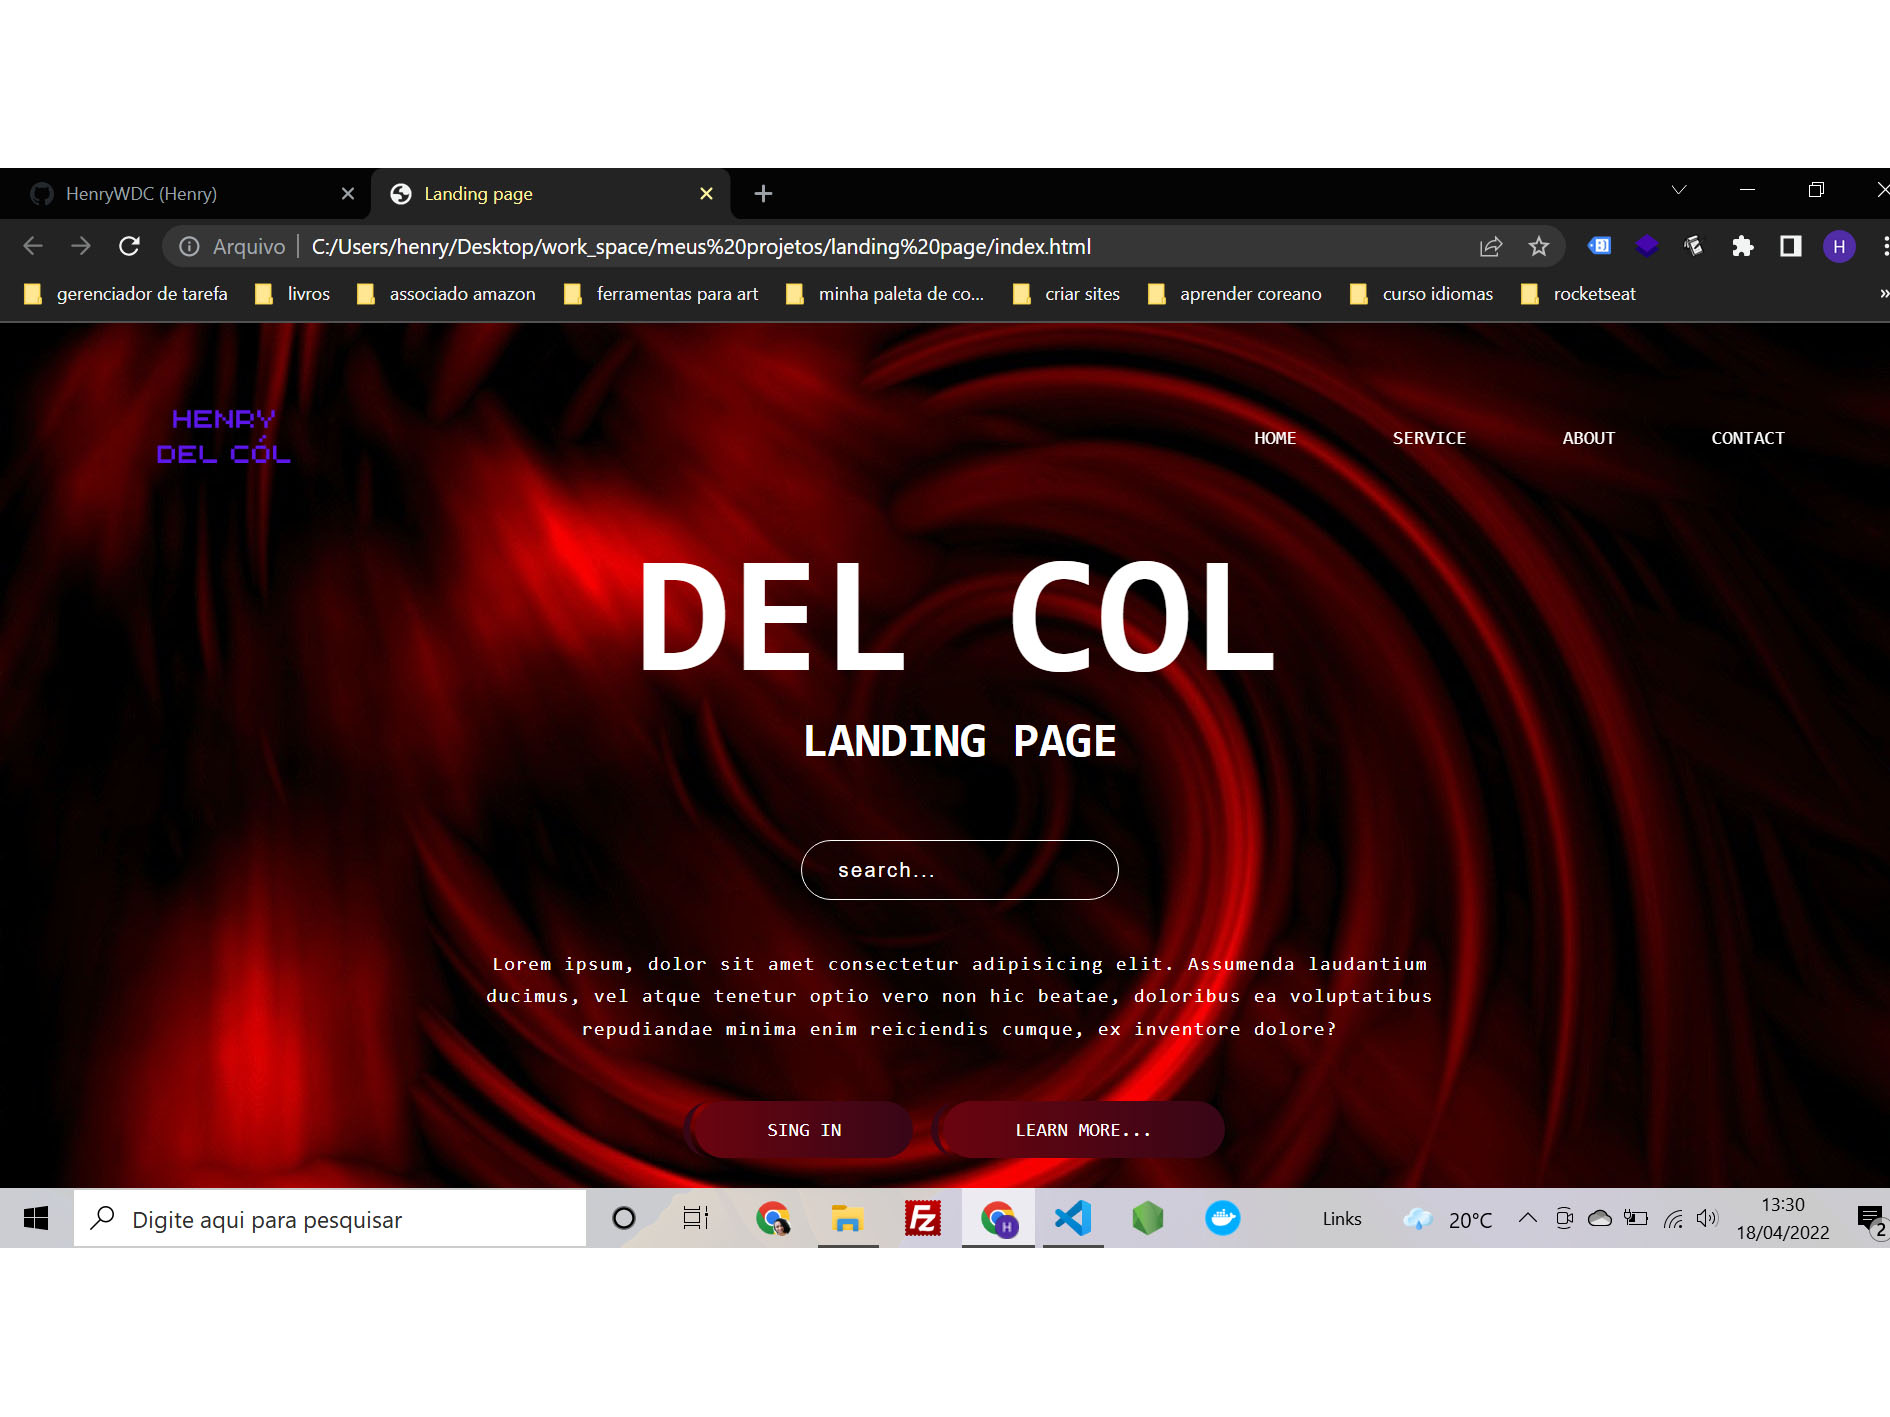 HenryWDC (Henry)
Landing page
Arquivo
C:/Users/henry/Desktop/work_space/meus%20projetos/landing%20page/index.html
H
gerenciador de tarefa
livros
associado amazon
ferramentas para art
minha paleta de co...
criar sites
aprender coreano
curso idiomas
rocketseat
»
HENRY
DEL CÓL
HOME
SERVICE
ABOUT
CONTACT
DEL COL
LANDING PAGE
search...
Lorem ipsum, dolor sit amet consectetur adipisicing elit. Assumenda laudantium
ducimus, vel atque tenetur optio vero non hic beatae, doloribus ea voluptatibus
repudiandae minima enim reiciendis cumque, ex inventore dolore?
SING IN
LEARN MORE...
Digite aqui para pesquisar
Fz
H
Links
20°C
13:30
18/04/2022
2